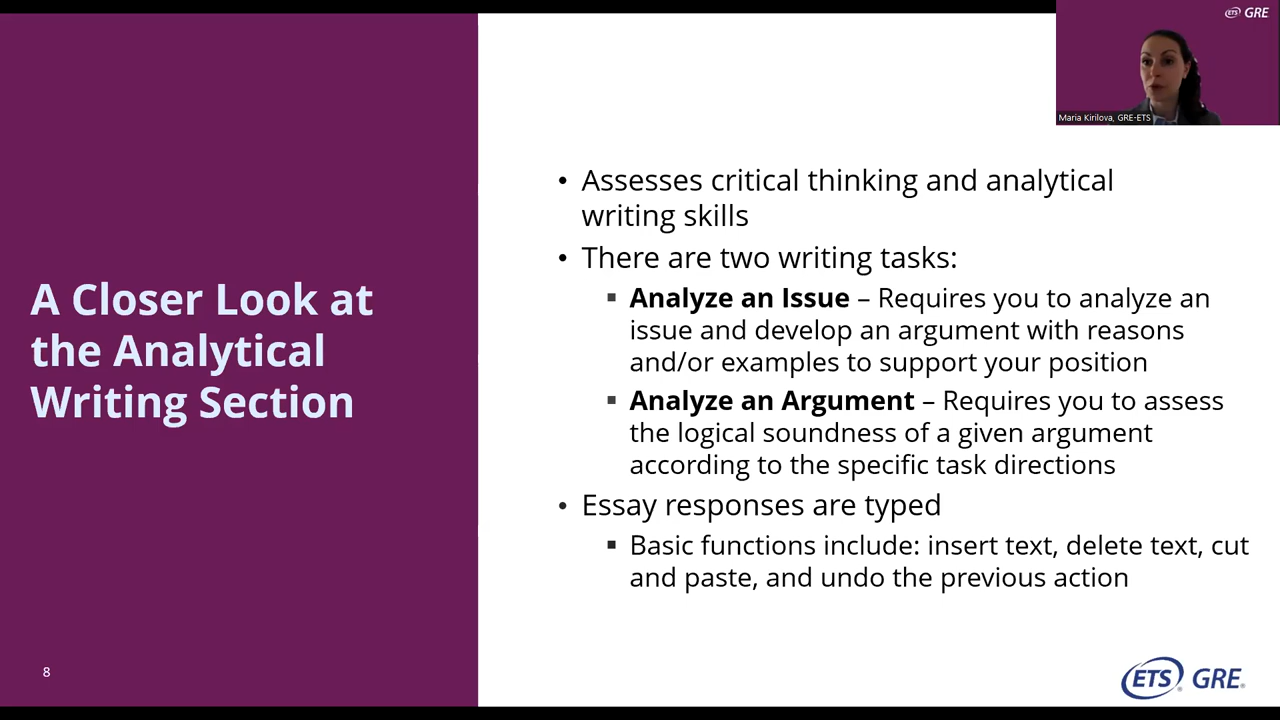 ETS GRE
Maria Kirilova, GRE-ETS
A Closer Look at
the Analytical
Writing Section
• Assesses critical thinking and analytical
writing skills
• There are two writing tasks:
▪ Analyze an Issue – Requires you to analyze an
issue and develop an argument with reasons
and/or examples to support your position
▪ Analyze an Argument – Requires you to assess
the logical soundness of a given argument
according to the specific task directions
• Essay responses are typed
▪ Basic functions include: insert text, delete text, cut
and paste, and undo the previous action
8
ETS® GRE®